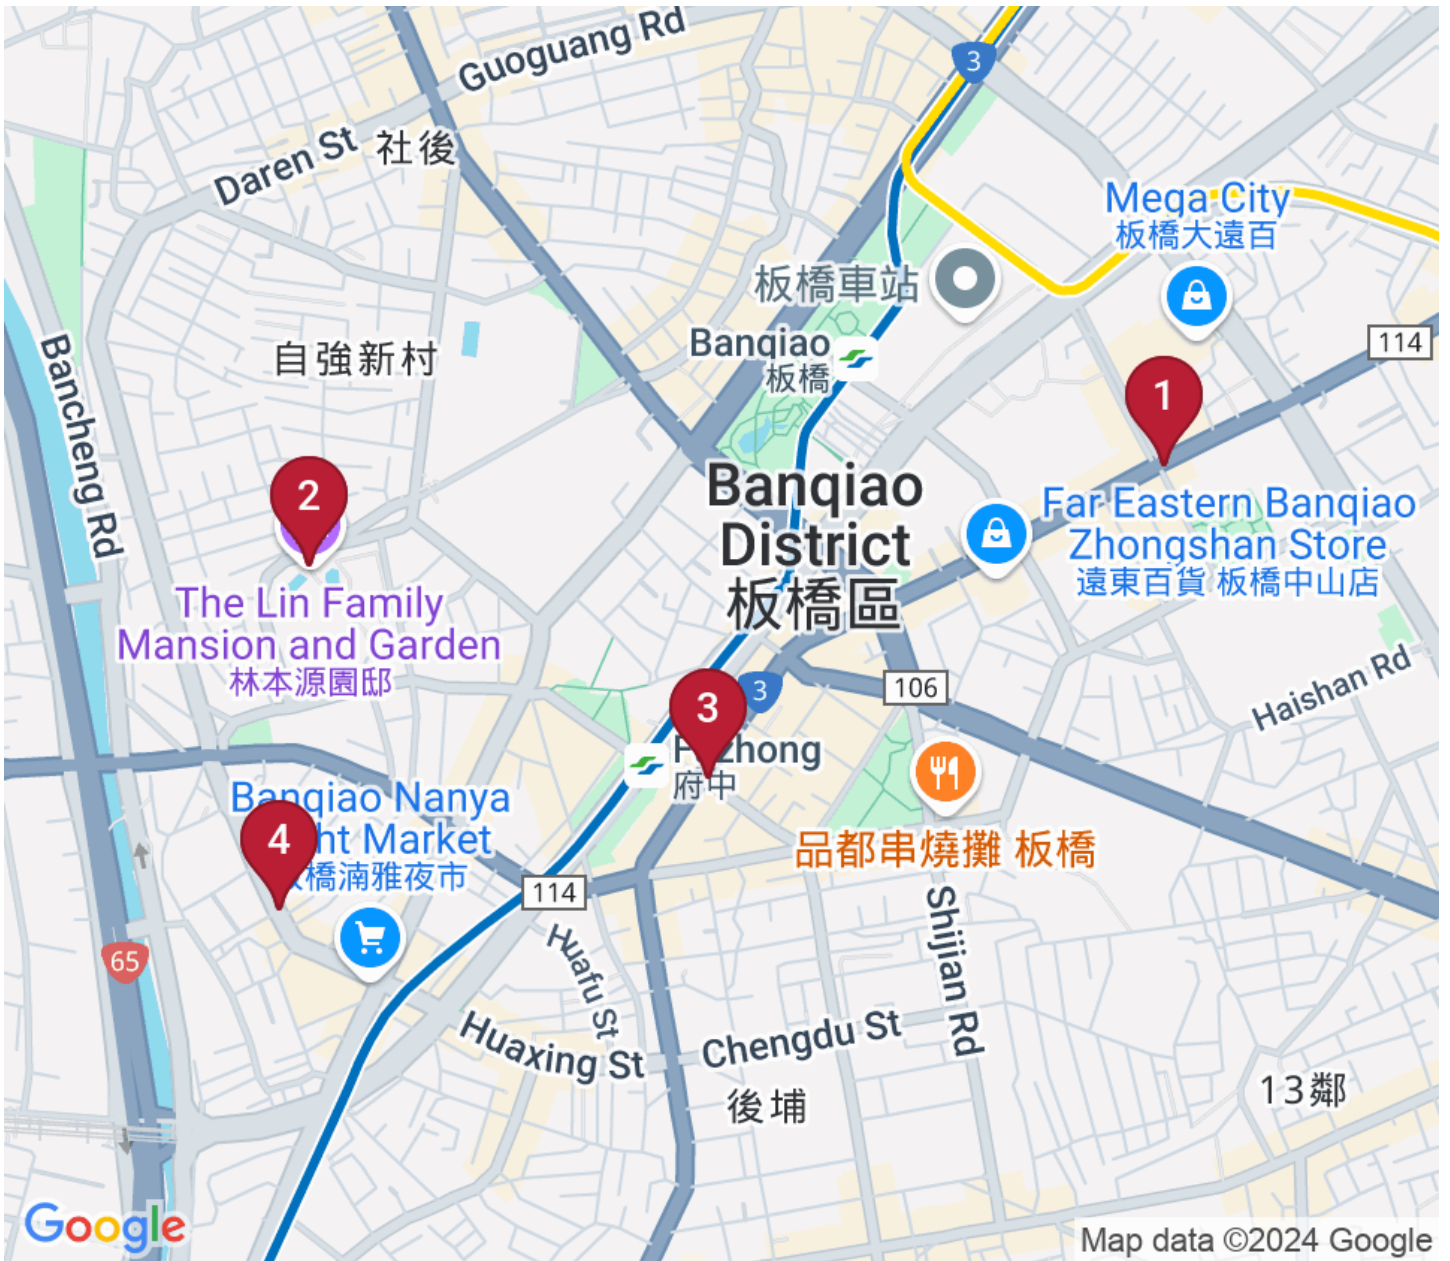 Guoguang Rd
3
Daren St
社後
Mega City
板橋大遠百
板橋車站
Banqiao
板橋
114
自強新村
Bancheng Rd
1
2
Banqiao
District
板橋區
Far Eastern Banqiao
Zhongshan Store
遠東百貨 板橋中山店
The Lin Family
Mansion and Garden
林本源園邸
106
Haishan Rd
3
3
府中
Banqiao Nanya
Market
4
橋湳雅夜市
品都串燒攤 板橋
114
65
Huafu St
Shijian Rd
Huaxing St
Chengdu St
後埔
13鄰
Google
Map data ©2024 Google